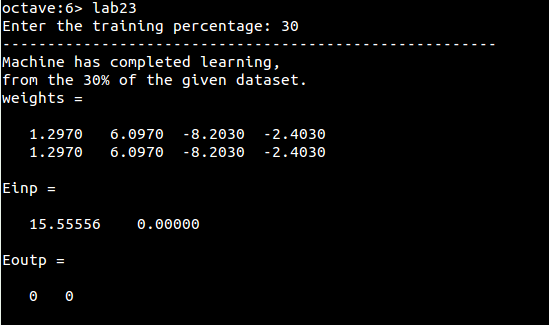 octave:6> lab23
Enter the training percentage: 30
-------------------------------------------------------
Machine has completed learning,
from the 30% of the given dataset.
weights =
1.2970 6.0970 -8.2030 -2.4030
1.2970 6.0970 -8.2030 -2.4030
Einp =
15.55556 0.00000
Eoutp =
0 0